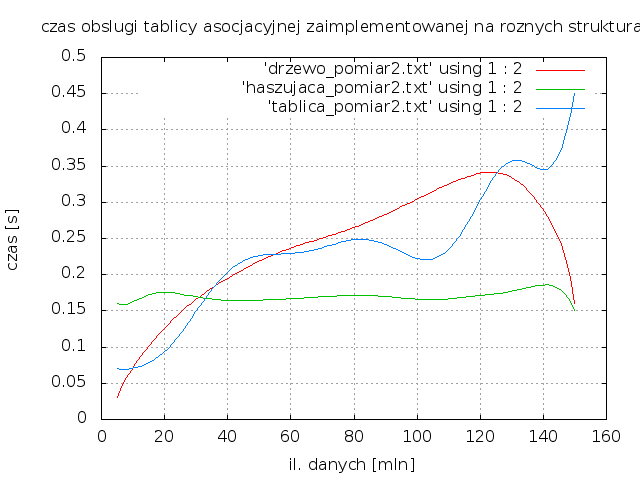 czas obslugi tablicy asocjacyjnej zaimplementowanej na roznych struktura
'drzewo_pomiar2.txt' using 1 : 2
'haszujaca_pomiar2.txt' using 1 : 2
'tablica_pomiar2.txt' using 1 : 2
0.5
0.45
0.4
0.35
0.3
0.25
0.2
0.15
0.1
0.05
0
czas [s]
0 20 40 60 80 100 120 140 160
il. danych [mln]